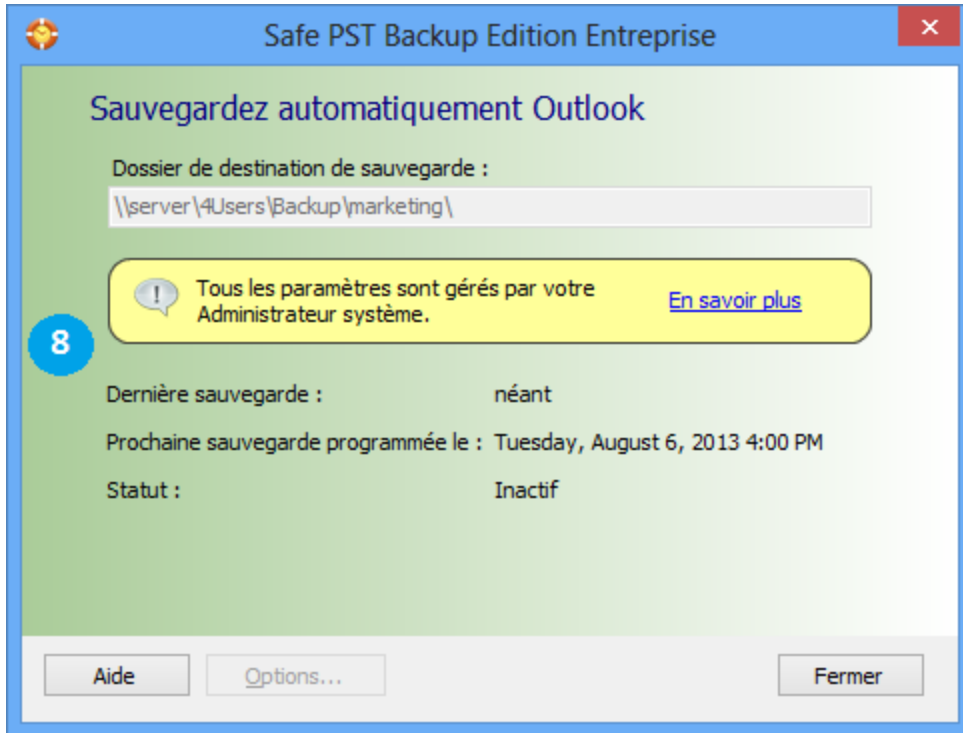 Safe PST Backup Edition Entreprise
Sauvegardez automatiquement Outlook
Dossier de destination de sauvegarde :
\\server\4Users\Backup\marketing\
Tous les paramètres sont gérés par votre
Administrateur système.
En savoir plus
8
Dernière sauvegarde : néant
Prochaine sauvegarde programmée le : Tuesday, August 6, 2013 4:00 PM
Statut : Inactif
Aide Options... Fermer